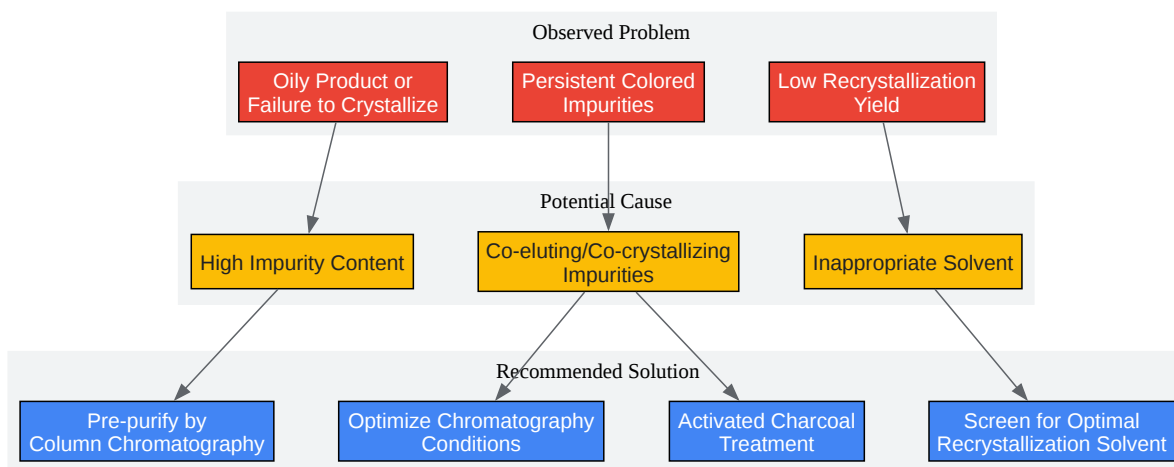 Observed Problem
Oily Product or
Failure to Crystallize
Persistent Colored
Impurities
Low Recrystallization
Yield
Potential Cause
High Impurity Content
Co-eluting/Co-crystallizing
Impurities
Inappropriate Solvent
Recommended Solution
Pre-purify by
Column Chromatography
Optimize Chromatography
Conditions
Activated Charcoal
Treatment
Screen for Optimal
Recrystallization Solvent